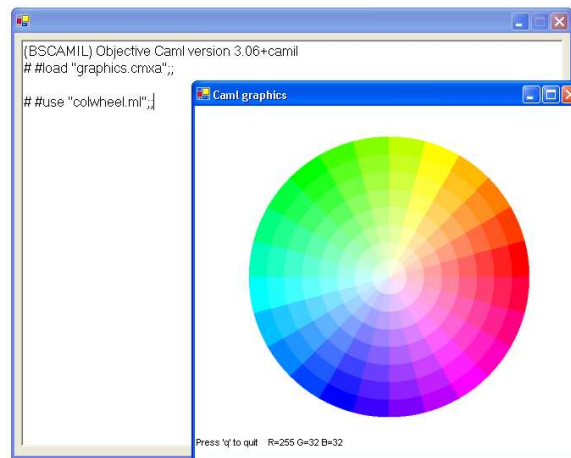 (BSCAMIL) Objective Caml version 3.06+camil
# #load "graphics.cmxa";;
# #use "colwheel.ml";;
Caml graphics
Press 'q' to quit R=255 G=32 B=32